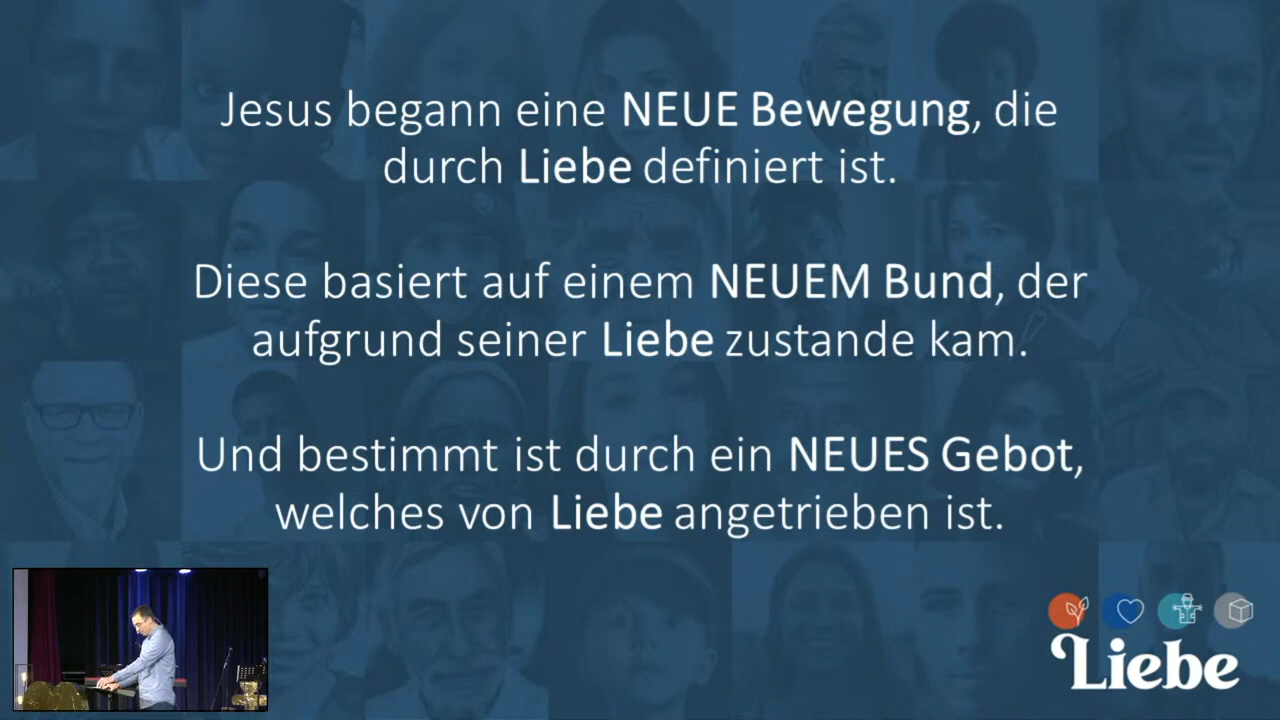 Jesus begann eine NEUE Bewegung, die
durch Liebe definiert ist.
Diese basiert auf einem NEUEM Bund, der
aufgrund seiner Liebe zustande kam.
Und bestimmt ist durch ein NEUES Gebot,
welches von Liebe angetrieben ist.
Liebe